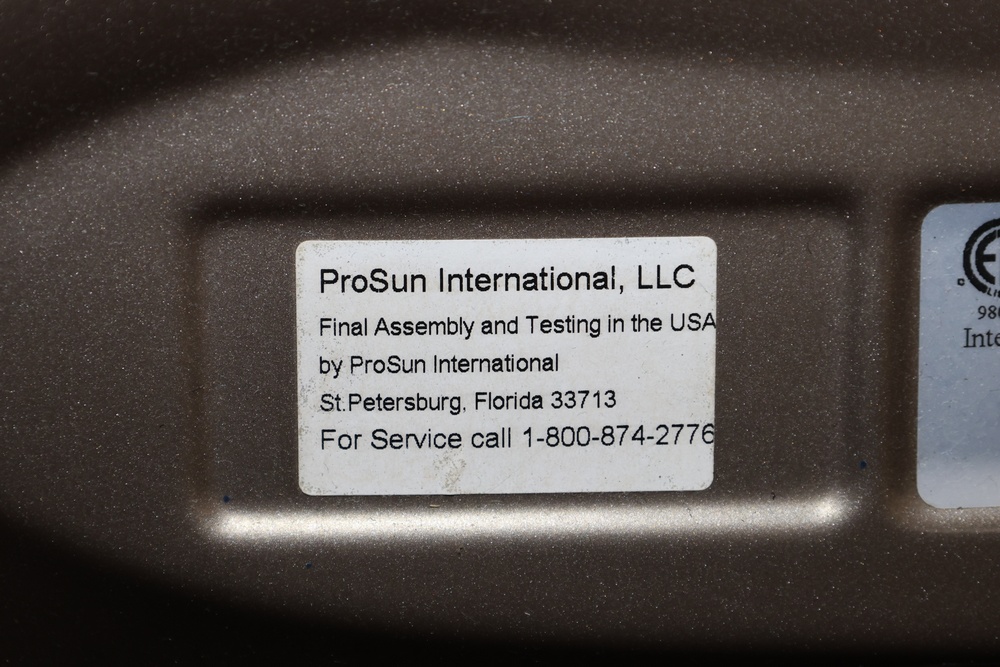 ProSun International, LLC
Final Assembly and Testing in the USA
by ProSun International
St.Petersburg, Florida 33713
For Service call 1-800-874-2776